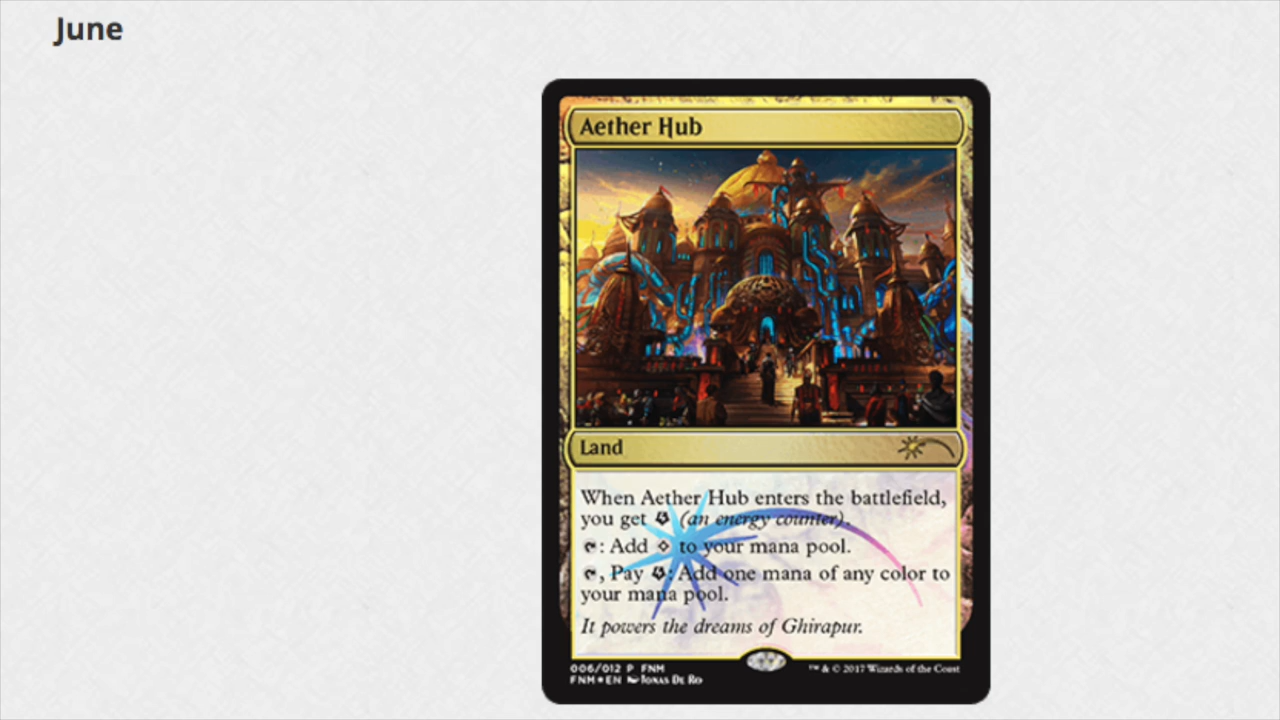 June
Aether Hub
Land
When Aether Hub enters the battlefield,
you get (an energy counter).
: Add to your mana pool.
, Pay : Add one mana of any color to
your mana pool.
It powers the dreams of Ghirapur.
006/012 P FNM
™ & © 2017 Wizards of the Coast
FNM EN Jonas De Ro